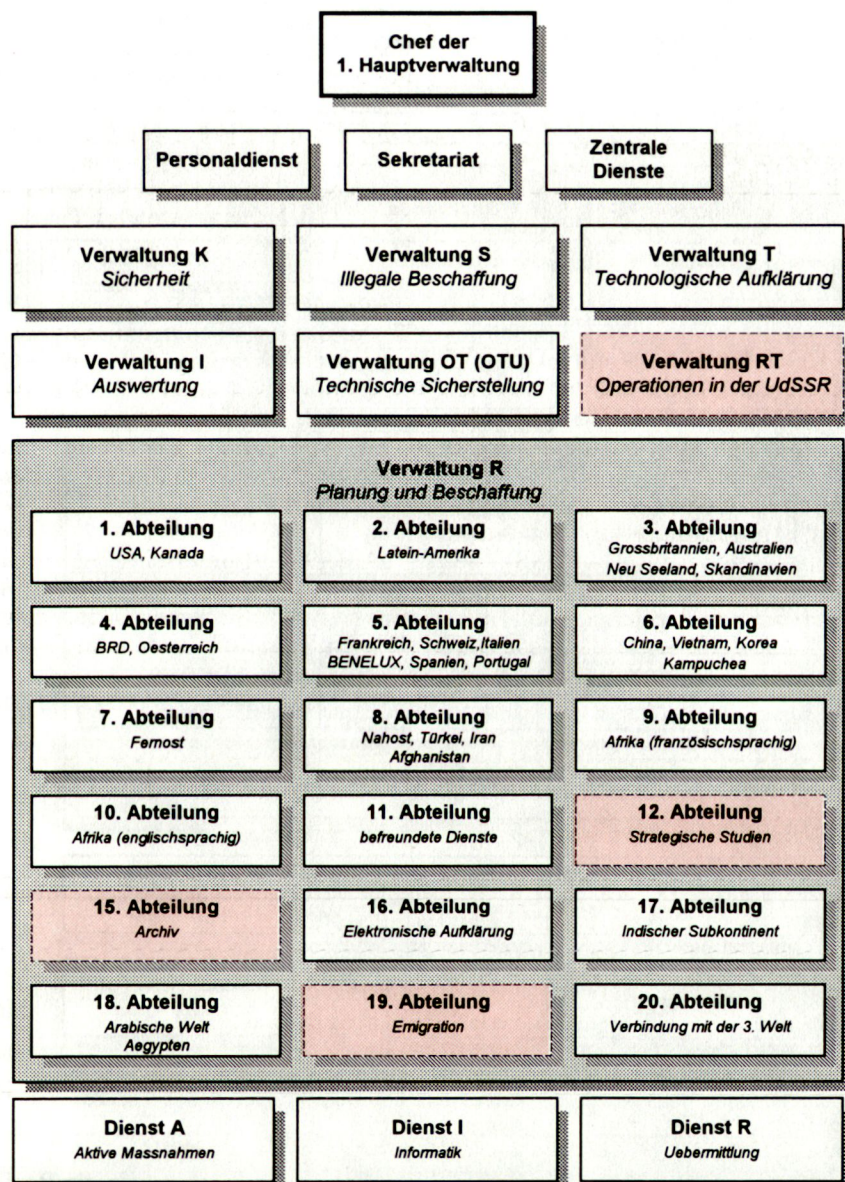 Chef der
1. Hauptverwaltung
Personaldienst
Sekretariat
Zentrale
Dienste
Verwaltung K
Sicherheit
Verwaltung S
Illegale Beschaffung
Verwaltung T
Technologische Aufklärung
Verwaltung I
Auswertung
Verwaltung OT (OTU)
Technische Sicherstellung
Verwaltung RT
Operationen in der UdSSR
Verwaltung R
Planung und Beschaffung
1. Abteilung
USA, Kanada
2. Abteilung
Latein-Amerika
3. Abteilung
Grossbritannien, Australien
Neu Seeland, Skandinavien
4. Abteilung
BRD, Oesterreich
5. Abteilung
Frankreich, Schweiz,Italien
BENELUX, Spanien, Portugal
6. Abteilung
China, Vietnam, Korea
Kampuchea
7. Abteilung
Fernost
8. Abteilung
Nahost, Türkei, Iran
Afghanistan
9. Abteilung
Afrika (französischsprachig)
10. Abteilung
Afrika (englischsprachig)
11. Abteilung
befreundete Dienste
12. Abteilung
Strategische Studien
15. Abteilung
Archiv
16. Abteilung
Elektronische Aufklärung
17. Abteilung
Indischer Subkontinent
18. Abteilung
Arabische Welt
Aegypten
19. Abteilung
Emigration
20. Abteilung
Verbindung mit der 3. Welt
Dienst A
Aktive Massnahmen
Dienst I
Informatik
Dienst R
Uebermittlung